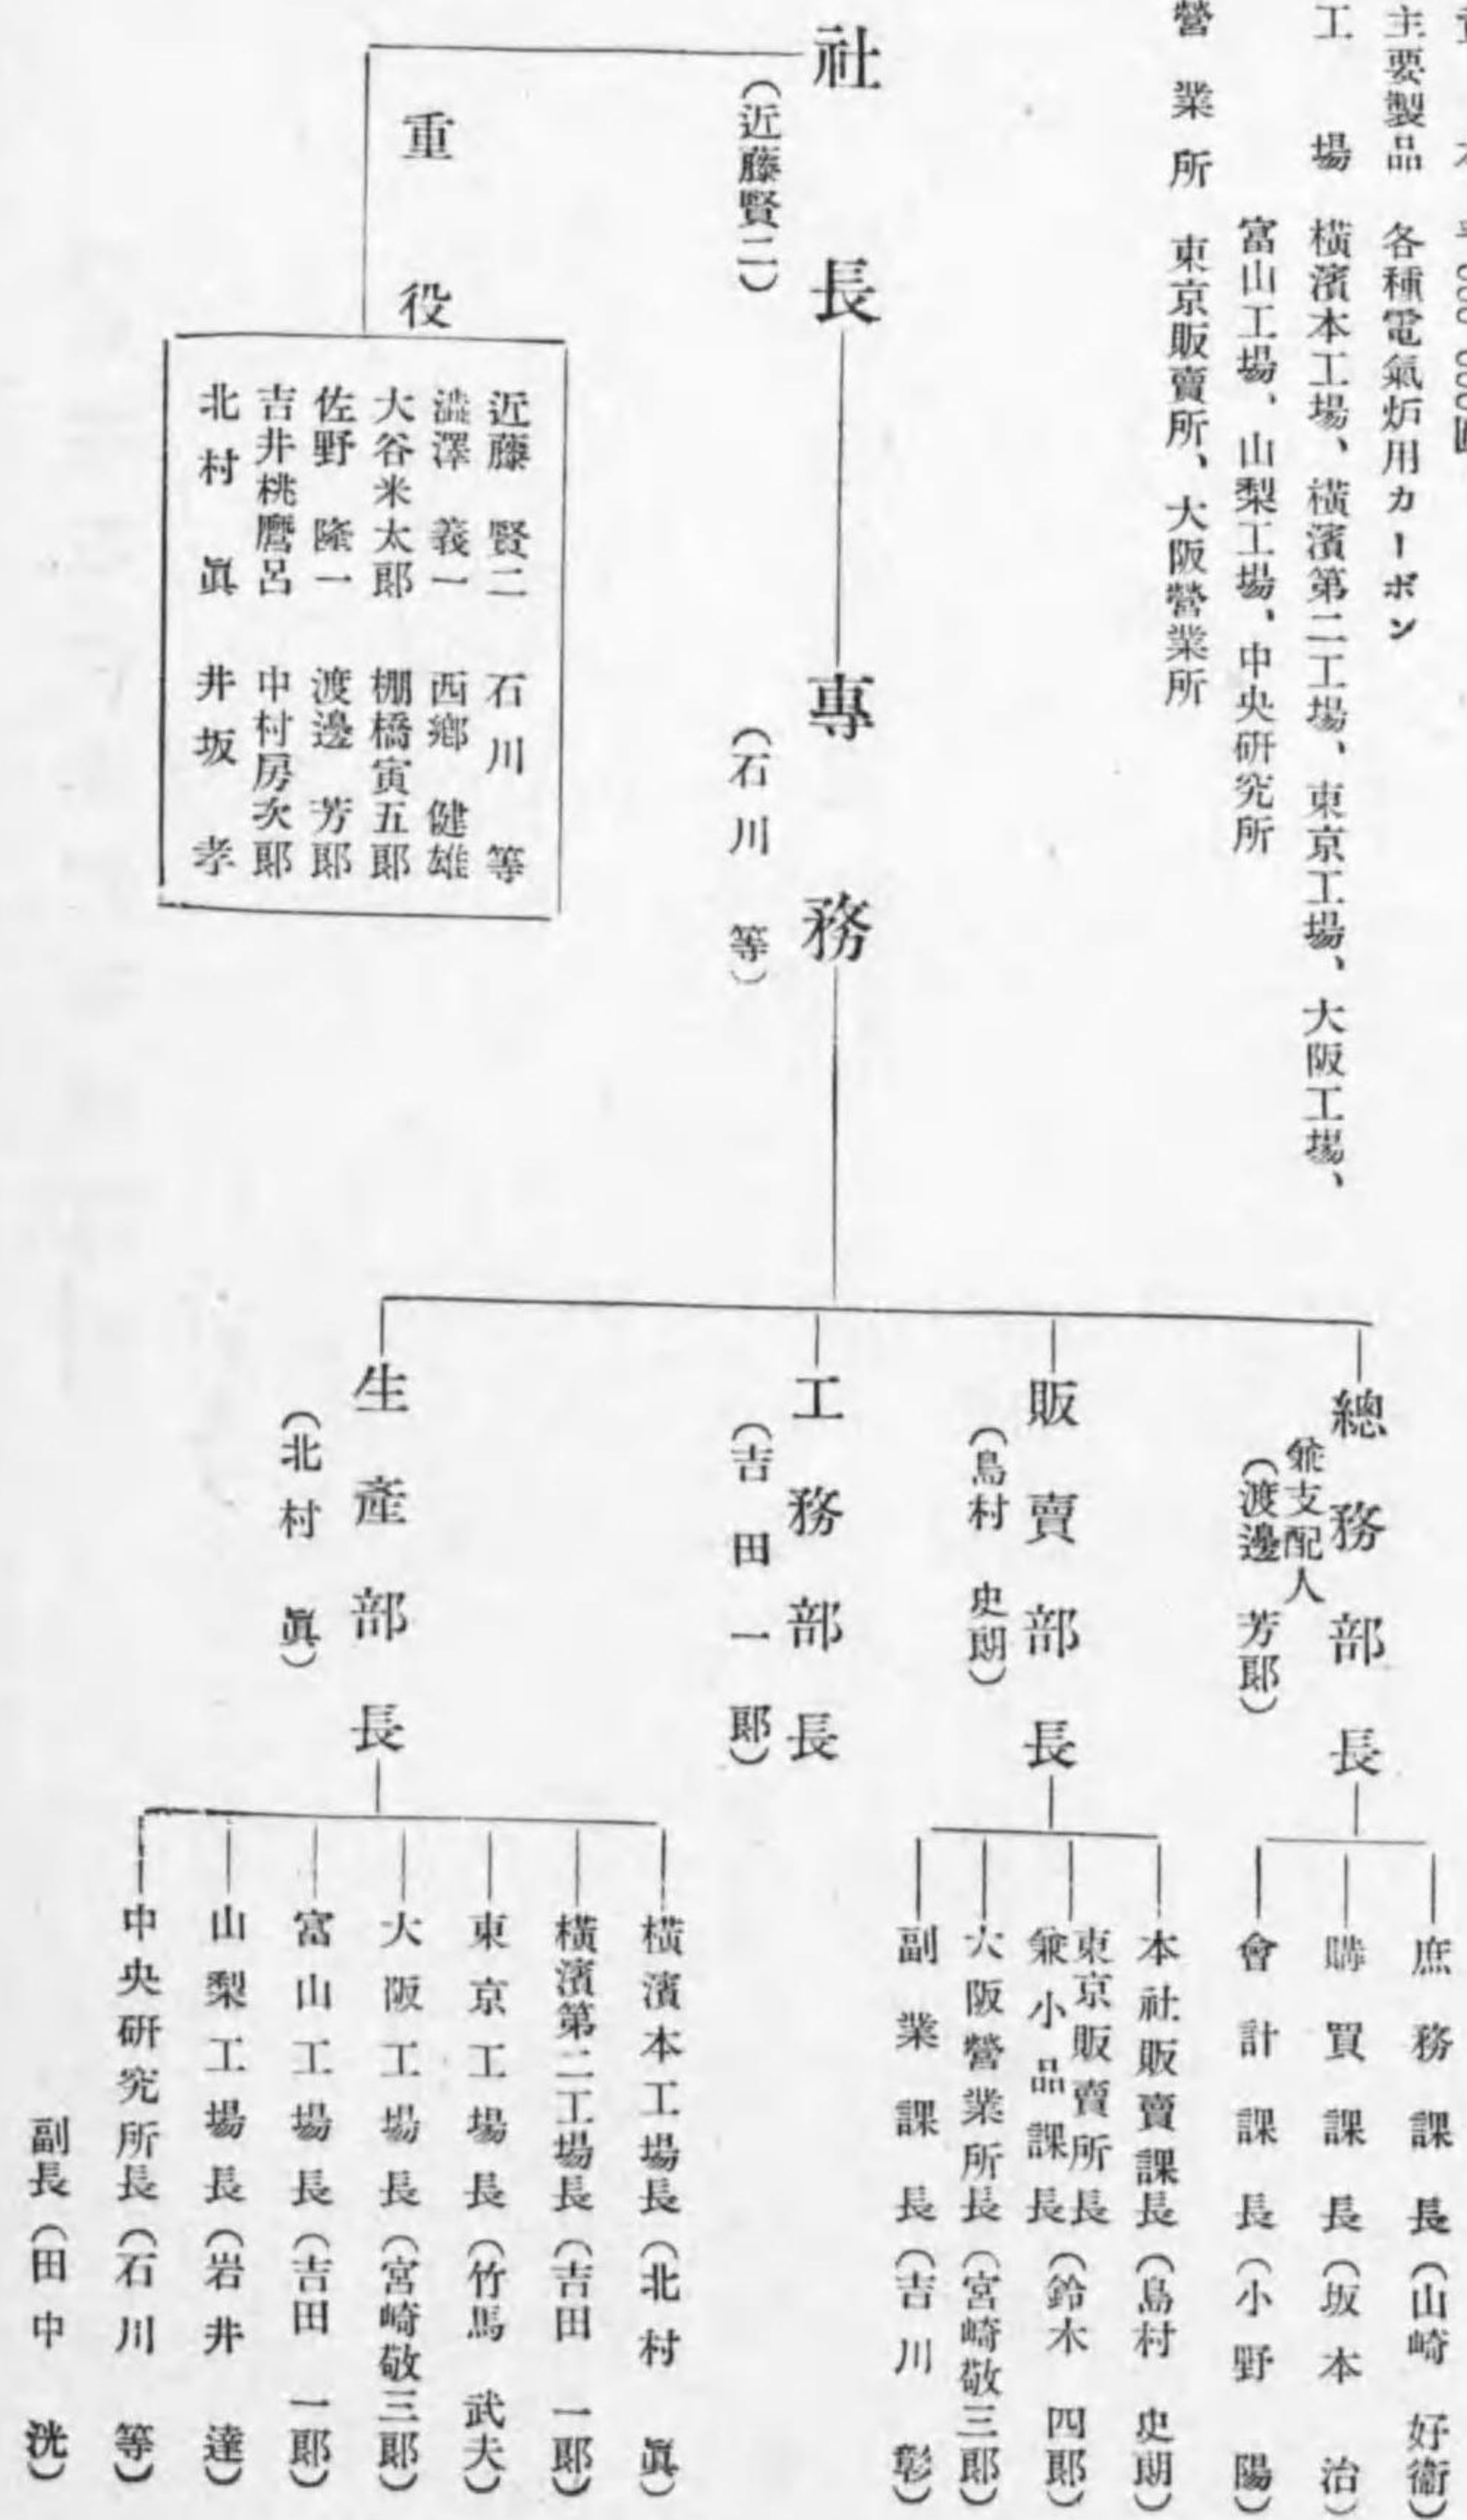 主要製品 各種電氣炉用カーボン
工場 横濱本工場、横濱第二工場、東京工場、大阪工場、
富山工場、山梨工場、中央研究所
營業所 東京販賣所、大阪營業所
社長
(近藤賢二)
重役
近藤賢二 石川等
澁澤義一 西郷健雄
大谷米太郎 棚橋寅五郎
佐野隆一 渡邊芳郎
吉井桃麿呂 中村房次郎
北村眞 井坂孝
專務
(石川等)
總務部長
兼支配人
(渡邊芳郎)
庶務課長(山崎好衞)
購買課長(坂本治)
會計課長(小野陽)
販賣部長
(島村史朗)
本社販賣課長(島村史朗)
東京販賣所長
兼小品課長(鈴木四郎)
大阪營業所長(宮崎敬三郎)
副業課長(吉川彰)
工務部長
(吉田一郎)
生産部長
(北村眞)
横濱本工場長(北村眞)
横濱第二工場長(吉田一郎)
東京工場長(竹馬武夫)
大阪工場長(宮崎敬三郎)
富山工場長(吉田一郎)
山梨工場長(岩井達)
中央研究所長(石川等)
副長(田中洸)